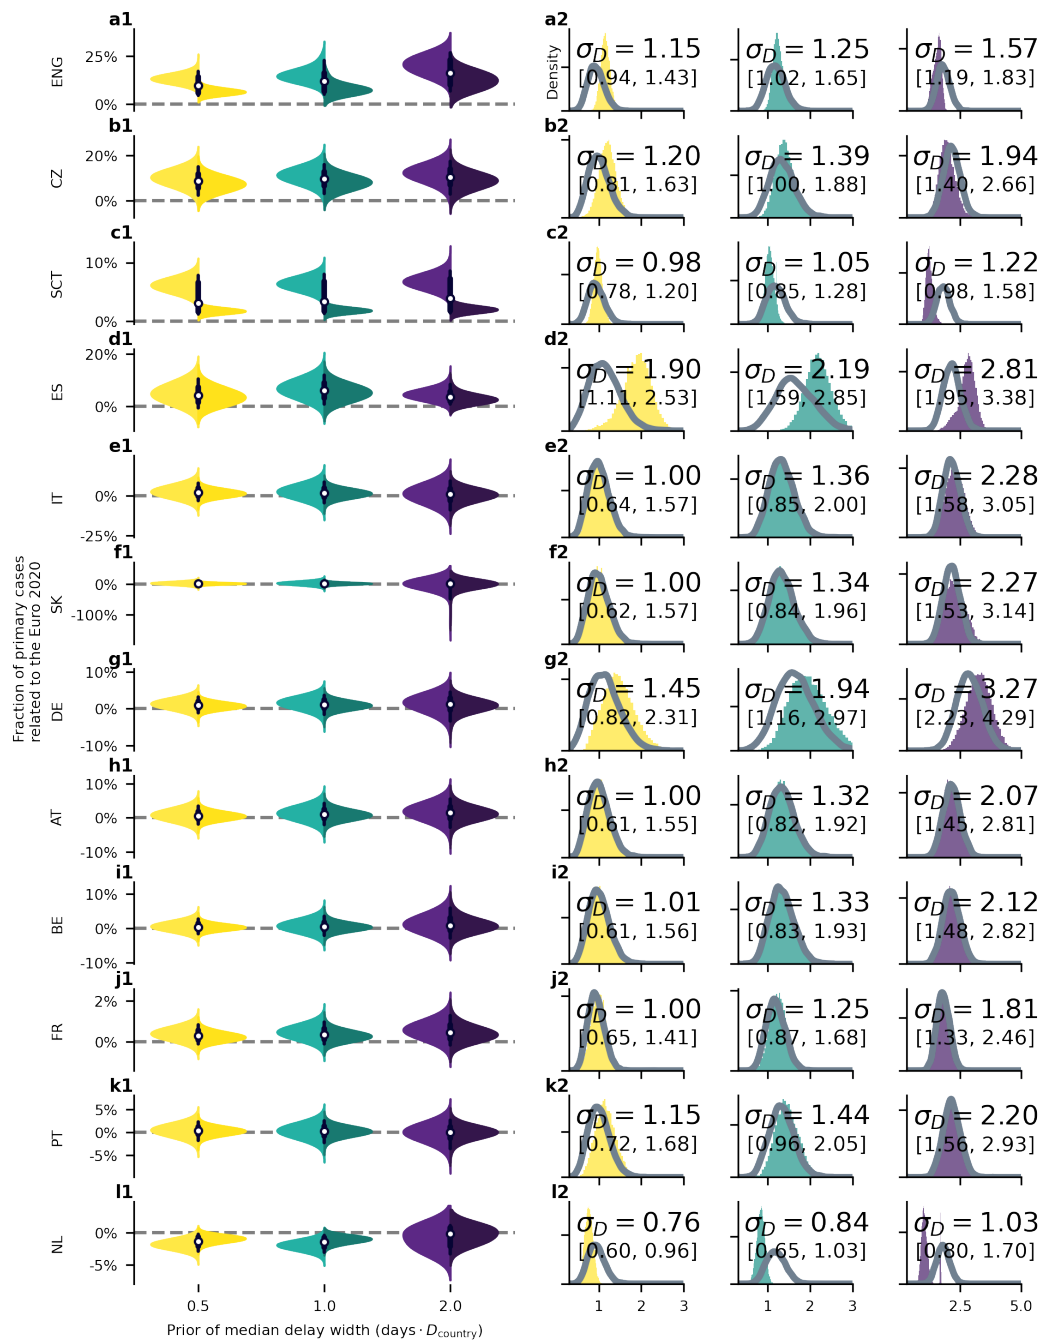 a1
ENG
25%
0%
a2
Density
σD = 1.15
[0.94, 1.43]
σD = 1.25
[1.02, 1.65]
σD = 1.57
[1.19, 1.83]
b1
CZ
20%
0%
b2
σD = 1.20
[0.81, 1.63]
σD = 1.39
[1.00, 1.88]
σD = 1.94
[1.40, 2.66]
c1
SCT
10%
0%
c2
σD = 0.98
[0.78, 1.20]
σD = 1.05
[0.85, 1.28]
σD = 1.22
[0.98, 1.58]
d1
ES
20%
0%
d2
σD = 1.90
[1.11, 2.53]
σD = 2.19
[1.59, 2.85]
σD = 2.81
[1.95, 3.38]
e1
IT
0%
-25%
e2
σD = 1.00
[0.64, 1.57]
σD = 1.36
[0.85, 2.00]
σD = 2.28
[1.58, 3.05]
Fraction of primary cases
related to the Euro 2020
f1
SK
0%
-100%
f2
σD = 1.00
[0.62, 1.57]
σD = 1.34
[0.84, 1.96]
σD = 2.27
[1.53, 3.14]
g1
DE
10%
0%
-10%
g2
σD = 1.45
[0.82, 2.31]
σD = 1.94
[1.16, 2.97]
σD = 3.27
[2.23, 4.29]
h1
AT
10%
0%
-10%
h2
σD = 1.00
[0.61, 1.55]
σD = 1.32
[0.82, 1.92]
σD = 2.07
[1.45, 2.81]
i1
BE
10%
0%
-10%
i2
σD = 1.01
[0.61, 1.56]
σD = 1.33
[0.83, 1.93]
σD = 2.12
[1.48, 2.82]
j1
FR
2%
0%
j2
σD = 1.00
[0.65, 1.41]
σD = 1.25
[0.87, 1.68]
σD = 1.81
[1.33, 2.46]
k1
PT
5%
0%
-5%
k2
σD = 1.15
[0.72, 1.68]
σD = 1.44
[0.96, 2.05]
σD = 2.20
[1.56, 2.93]
l1
NL
0%
-5%
l2
σD = 0.76
[0.60, 0.96]
σD = 0.84
[0.65, 1.03]
σD = 1.03
[0.80, 1.70]
0.5 1.0 2.0
1 2 3
1 2 3
2.5 5.0
Prior of median delay width (days · Dcountry)